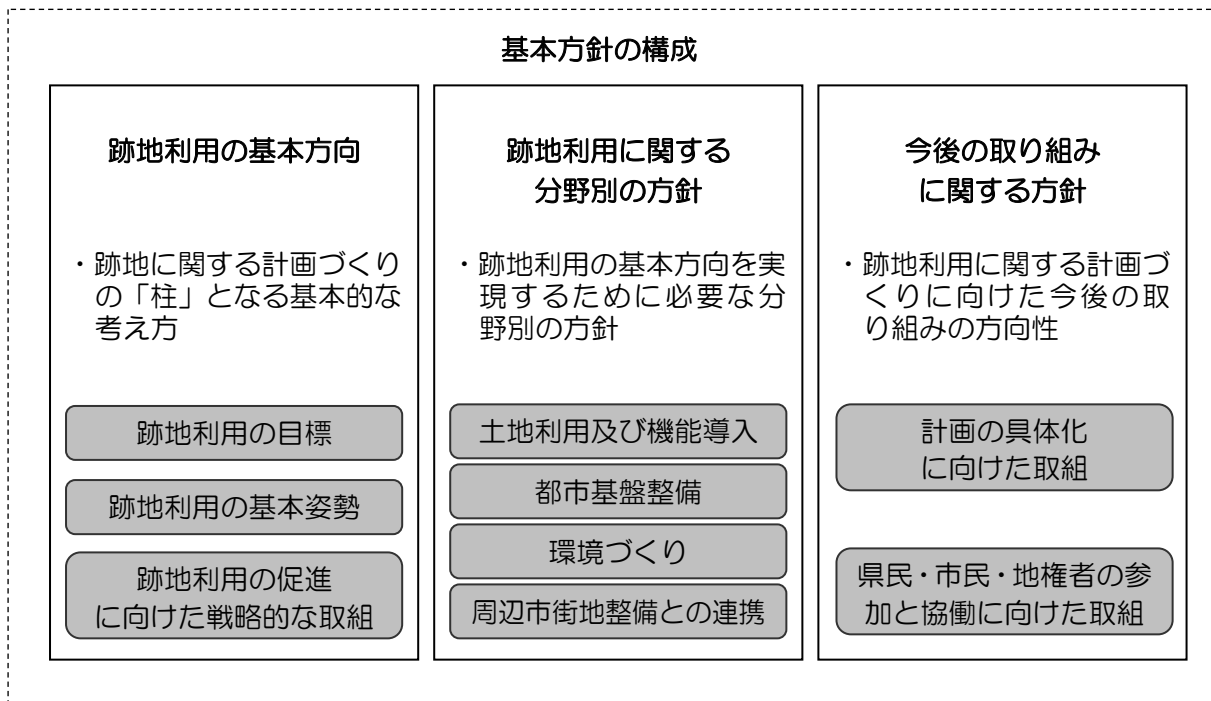 基本方針の構成
跡地利用の基本方向
・跡地に関する計画づくり
の「柱」となる基本的な
考え方
跡地利用の目標
跡地利用の基本姿勢
跡地利用の促進
に向けた戦略的な取組
跡地利用に関する
分野別の方針
・跡地利用の基本方向を実
現するために必要な分
野別の方針
土地利用及び機能導入
都市基盤整備
環境づくり
周辺市街地整備との連携
今後の取り組み
に関する方針
・跡地利用に関する計画づ
くりに向けた今後の取
り組みの方向性
計画の具体化
に向けた取組
県民・市民・地権者の参
加と協働に向けた取組